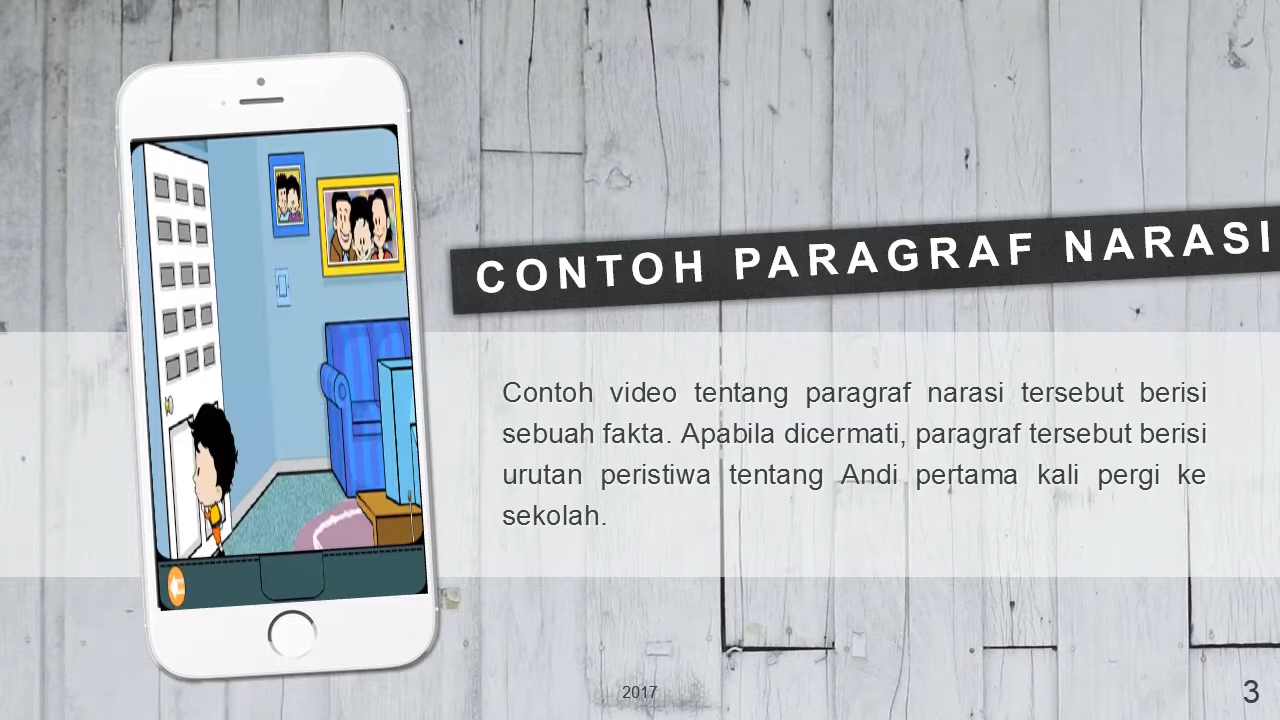 CONTOH PARAGRAF NARASI
Contoh video tentang paragraf narasi tersebut berisi
sebuah fakta. Apabila dicermati, paragraf tersebut berisi
urutan peristiwa tentang Andi pertama kali pergi ke
sekolah.
2017
3